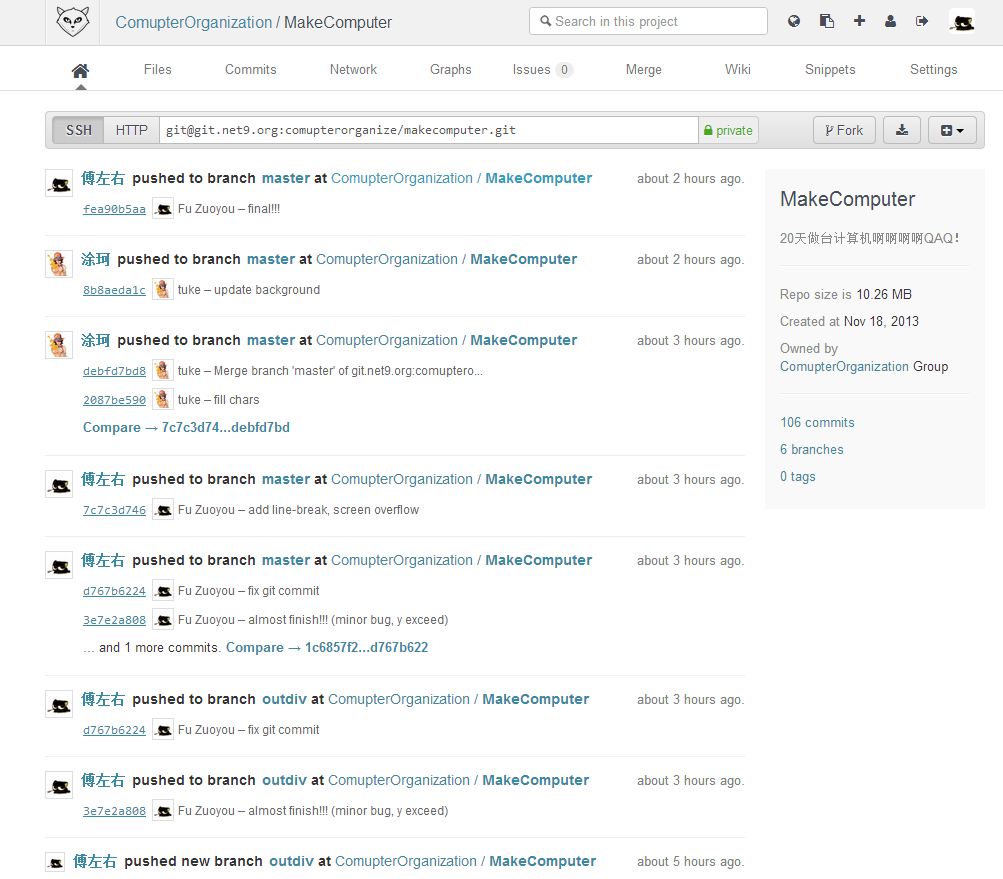 ComupterOrganization / MakeComputer
Search in this project
Files Commits Network Graphs Issues 0 Merge Wiki Snippets Settings
SSH HTTP git@git.net9.org:comupterorganize/makecomputer.git private Fork
傅左右 pushed to branch master at ComupterOrganization / MakeComputer about 2 hours ago.
fea90b5aa Fu Zuoyou – final!!!
涂珂 pushed to branch master at ComupterOrganization / MakeComputer about 2 hours ago.
8b8aeda1c tuke – update background
涂珂 pushed to branch master at ComupterOrganization / MakeComputer about 3 hours ago.
debfd7bd8 tuke – Merge branch 'master' of git.net9.org:comuptero...
2087be590 tuke – fill chars
Compare → 7c7c3d74...debfd7bd
傅左右 pushed to branch master at ComupterOrganization / MakeComputer about 3 hours ago.
7c7c3d746 Fu Zuoyou – add line-break, screen overflow
傅左右 pushed to branch master at ComupterOrganization / MakeComputer about 3 hours ago.
d767b6224 Fu Zuoyou – fix git commit
3e7e2a808 Fu Zuoyou – almost finish!!! (minor bug, y exceed)
... and 1 more commits. Compare → 1c6857f2...d767b622
傅左右 pushed to branch outdiv at ComupterOrganization / MakeComputer about 3 hours ago.
d767b6224 Fu Zuoyou – fix git commit
傅左右 pushed to branch outdiv at ComupterOrganization / MakeComputer about 3 hours ago.
3e7e2a808 Fu Zuoyou – almost finish!!! (minor bug, y exceed)
傅左右 pushed new branch outdiv at ComupterOrganization / MakeComputer about 5 hours ago.
MakeComputer
20天做台计算机啊啊啊啊QAQ!
Repo size is 10.26 MB
Created at Nov 18, 2013
Owned by
ComupterOrganization Group
106 commits
6 branches
0 tags